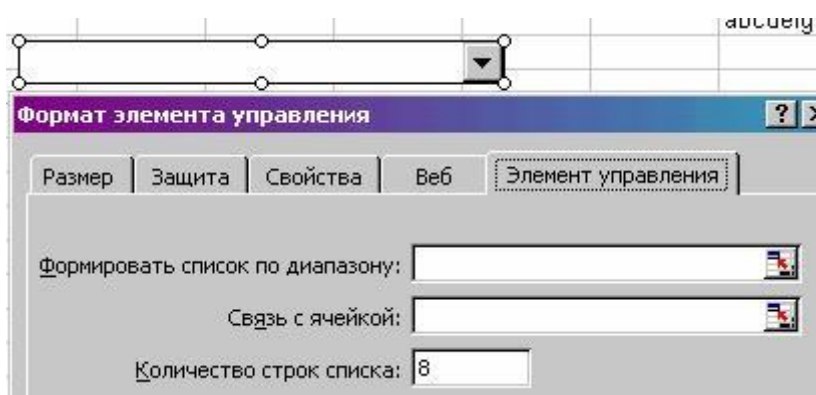 Формат элемента управления
Размер Защита Свойства Веб Элемент управления
Формировать список по диапазону:
Связь с ячейкой:
Количество строк списка: 8